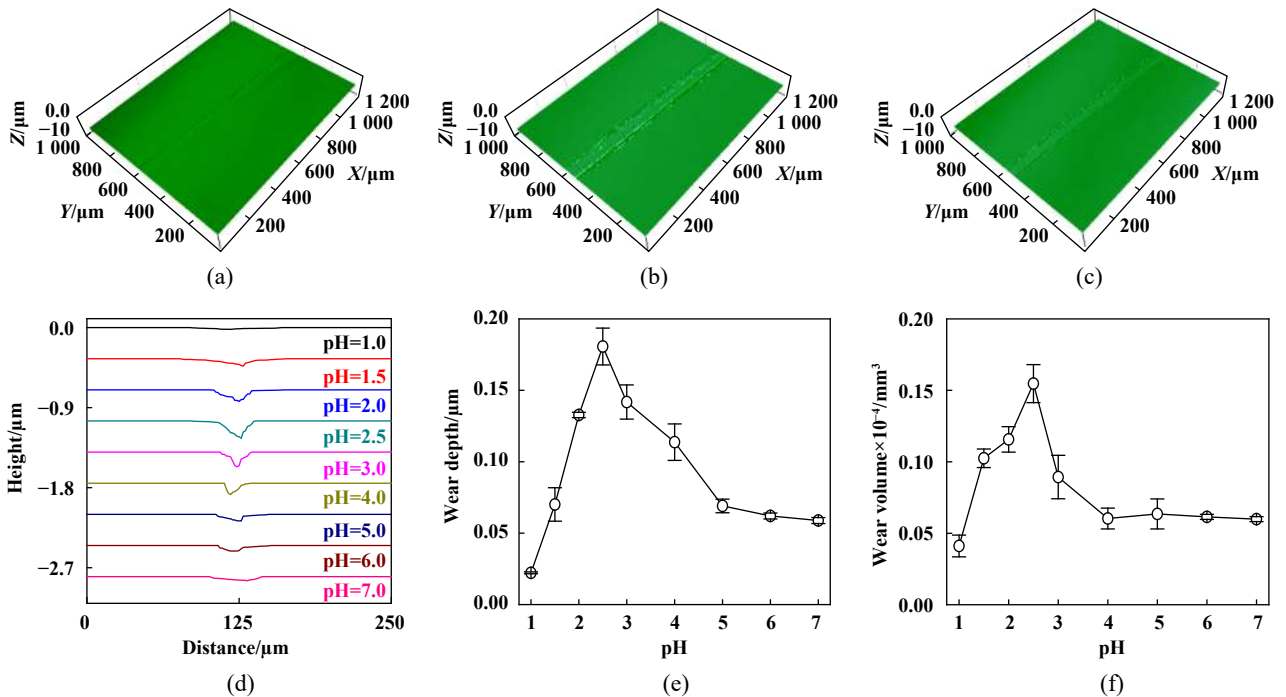 Z/μm
0.0
−10
1 000
800
600
400
200
Y/μm
200
400
600
800
1 000
1 200
X/μm
(a)
Z/μm
0.0
−10
1 000
800
600
400
200
Y/μm
200
400
600
800
1 000
1 200
X/μm
(b)
Z/μm
0.0
−10
1 000
800
600
400
200
Y/μm
200
400
600
800
1 000
1 200
X/μm
(c)
Height/μm
0.0
−0.9
−1.8
−2.7
pH=1.0
pH=1.5
pH=2.0
pH=2.5
pH=3.0
pH=4.0
pH=5.0
pH=6.0
pH=7.0
0 125 250
Distance/μm
(d)
Wear depth/μm
0.20
0.15
0.10
0.05
0.00
1 2 3 4 5 6 7
pH
(e)
Wear volume×10⁻⁴/mm³
0.20
0.15
0.10
0.05
0.00
1 2 3 4 5 6 7
pH
(f)